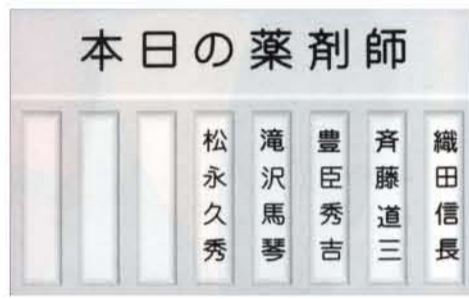 本日の薬剤師
織田信長
斉藤道三
豊臣秀吉
滝沢馬琴
松永久秀